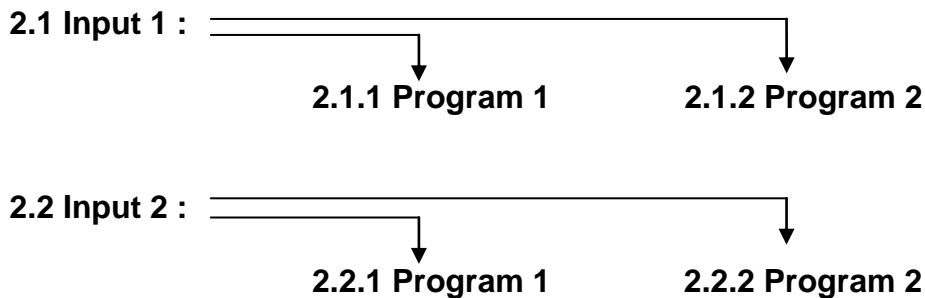 2.1 Input 1 :
2.1.1 Program 1 2.1.2 Program 2
2.2 Input 2 :
2.2.1 Program 1 2.2.2 Program 2